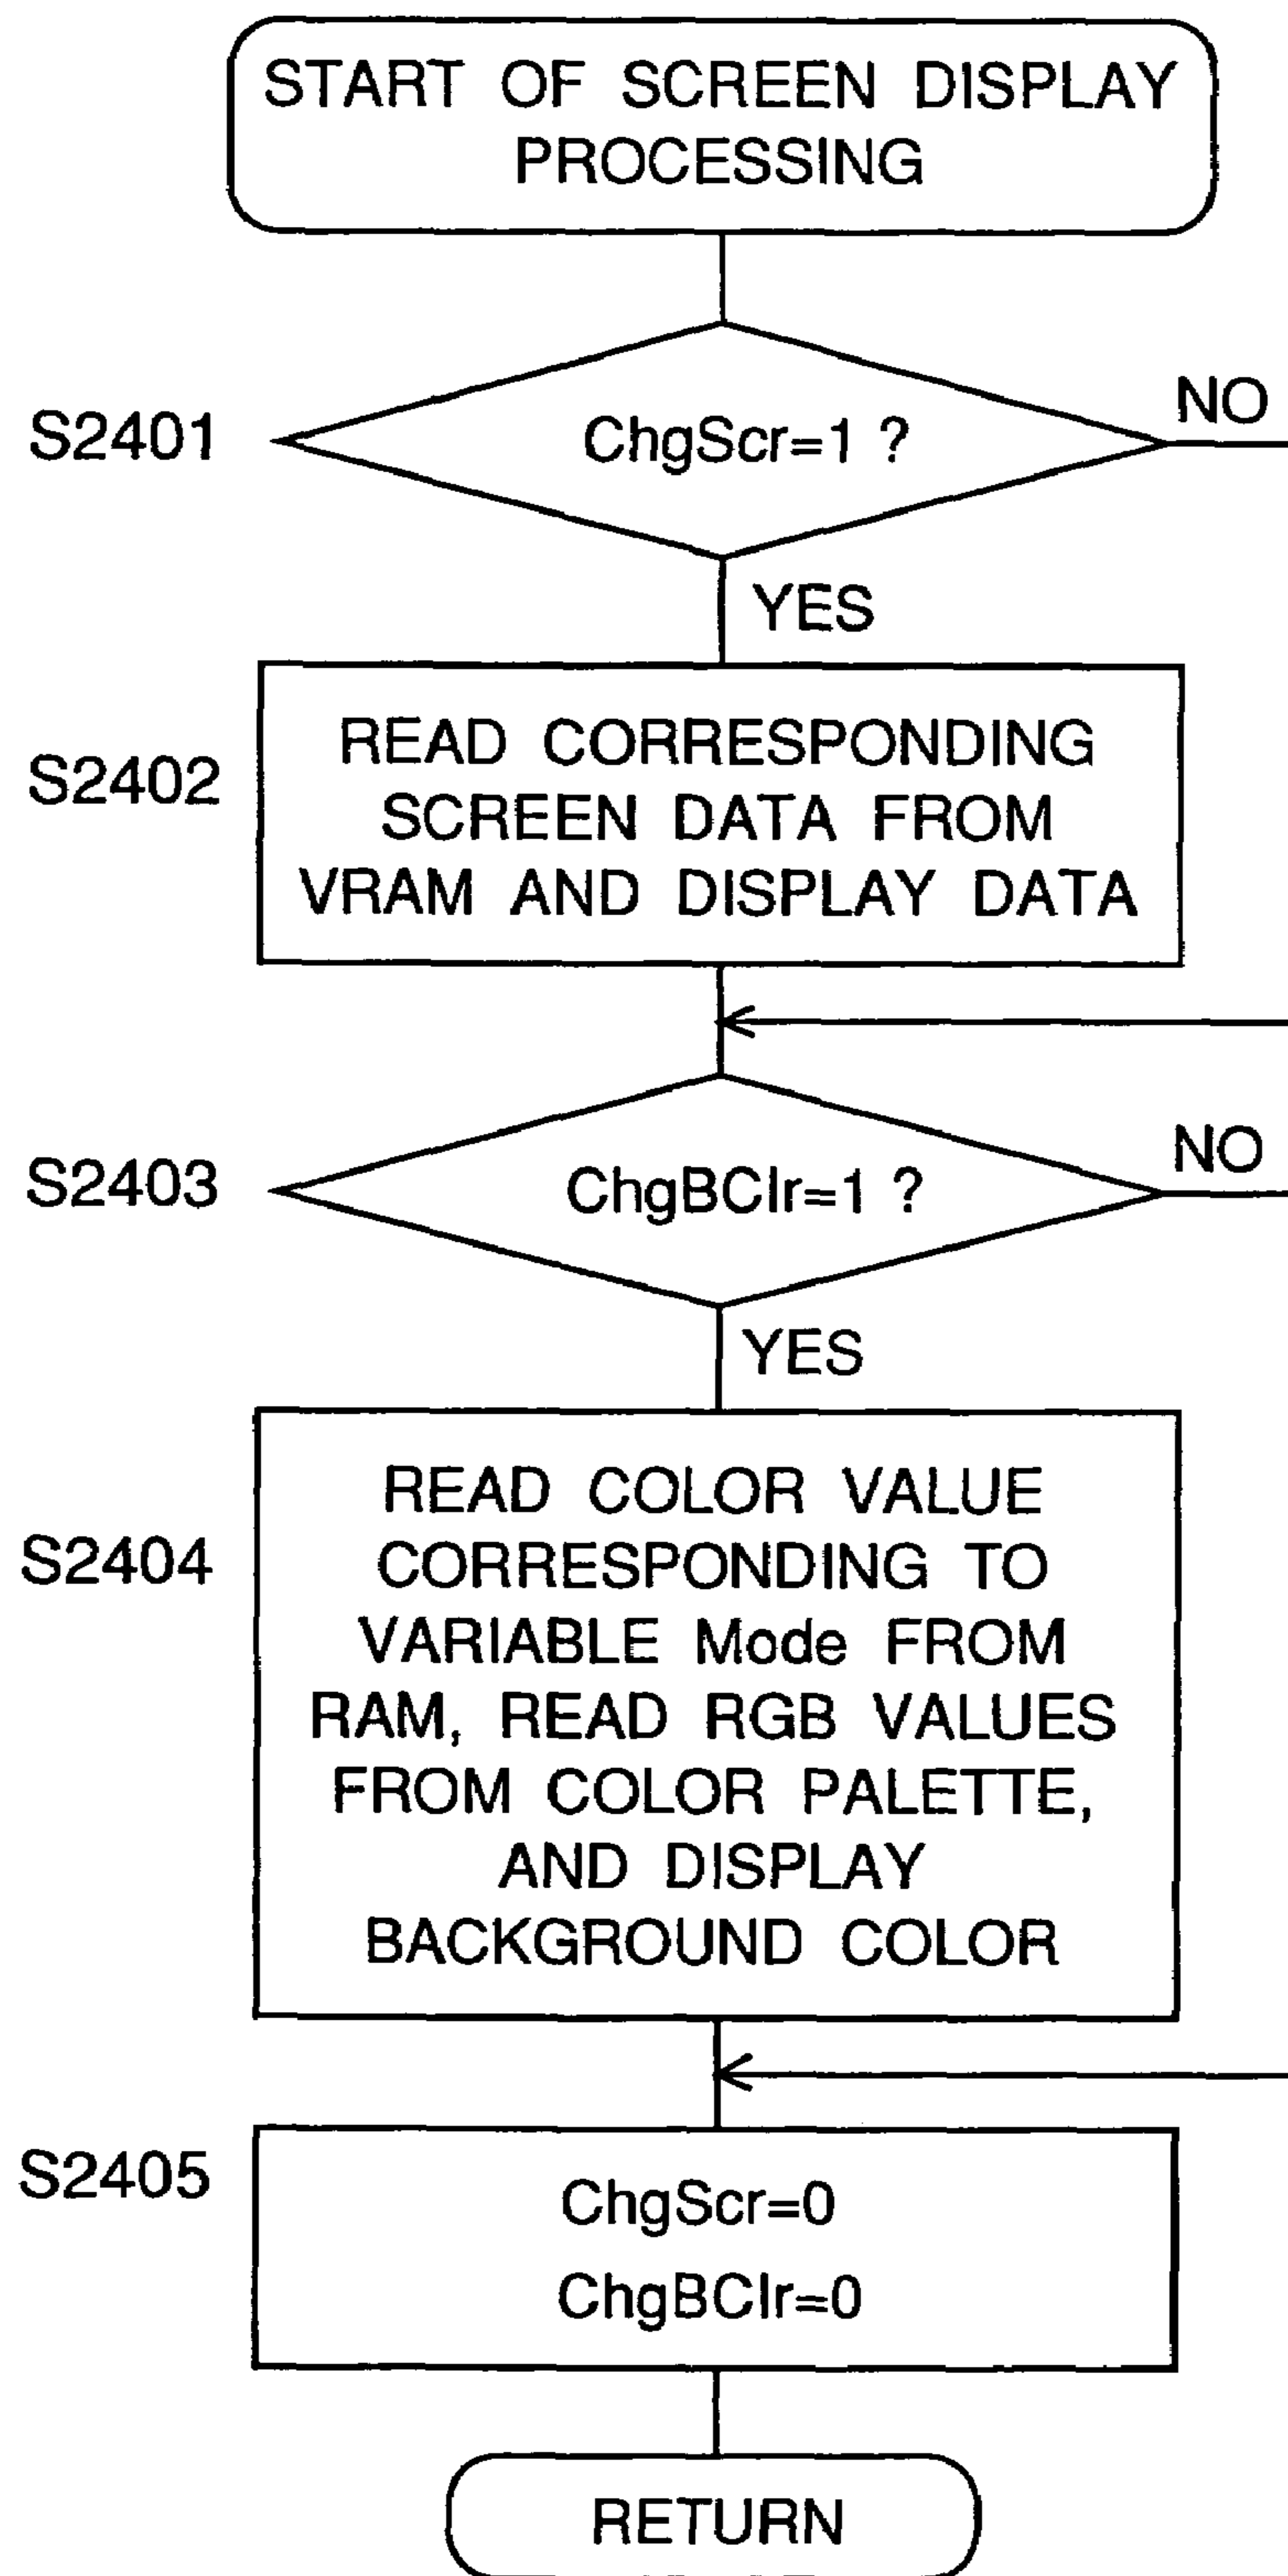 START OF SCREEN DISPLAY
PROCESSING
S2401
ChgScr=1 ?
NO
YES
S2402
READ CORRESPONDING
SCREEN DATA FROM
VRAM AND DISPLAY DATA
S2403
ChgBClr=1 ?
NO
YES
S2404
READ COLOR VALUE
CORRESPONDING TO
VARIABLE Mode FROM
RAM, READ RGB VALUES
FROM COLOR PALETTE,
AND DISPLAY
BACKGROUND COLOR
S2405
ChgScr=0
ChgBClr=0
RETURN